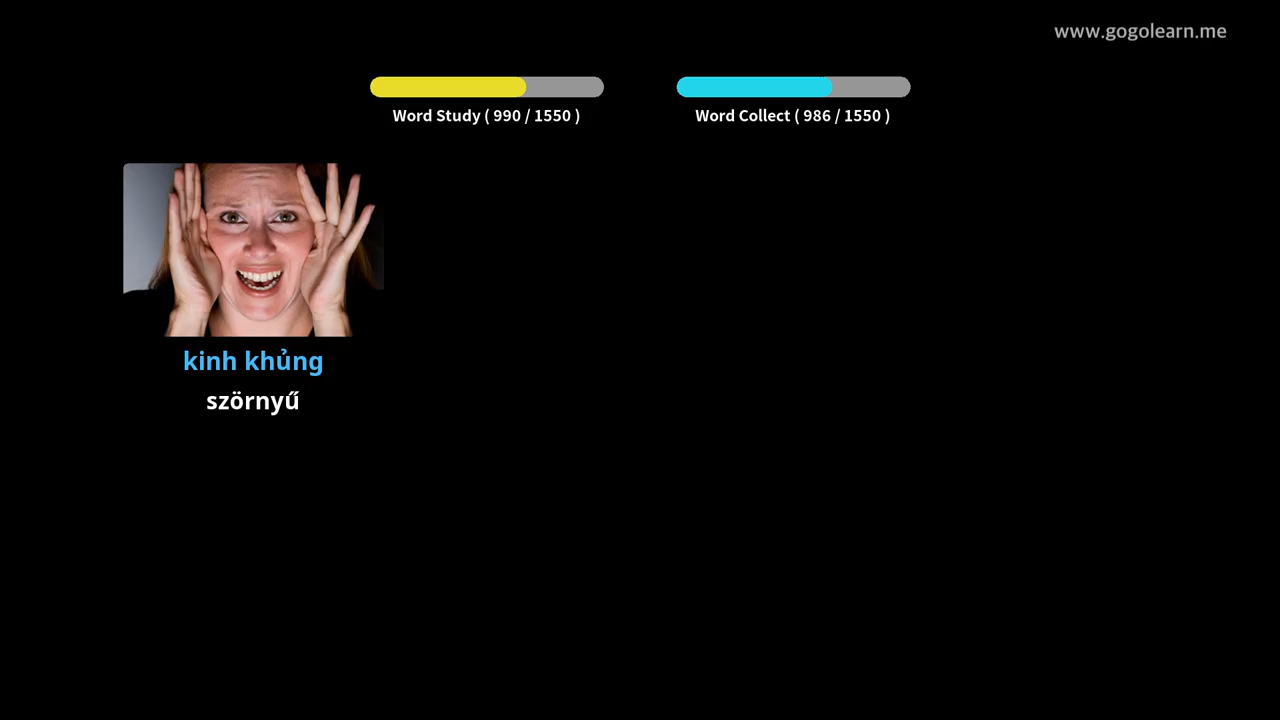 www.gogolearn.me
Word Study ( 990 / 1550 )
Word Collect ( 986 / 1550 )
kinh khủng
szörnyű